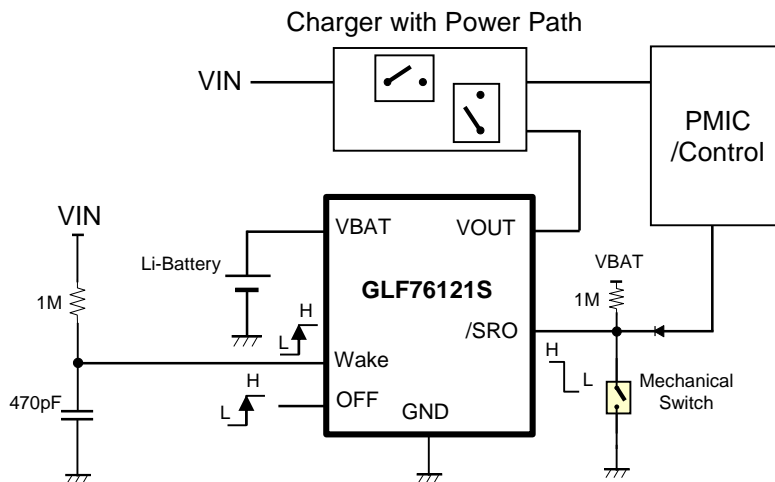 Charger with Power Path
VIN
PMIC
/Control
VIN
1M
470pF
Li-Battery
VBAT
VOUT
GLF76121S
/SRO
Wake
OFF
GND
H
L
H
L
VBAT
1M
H
L
Mechanical
Switch